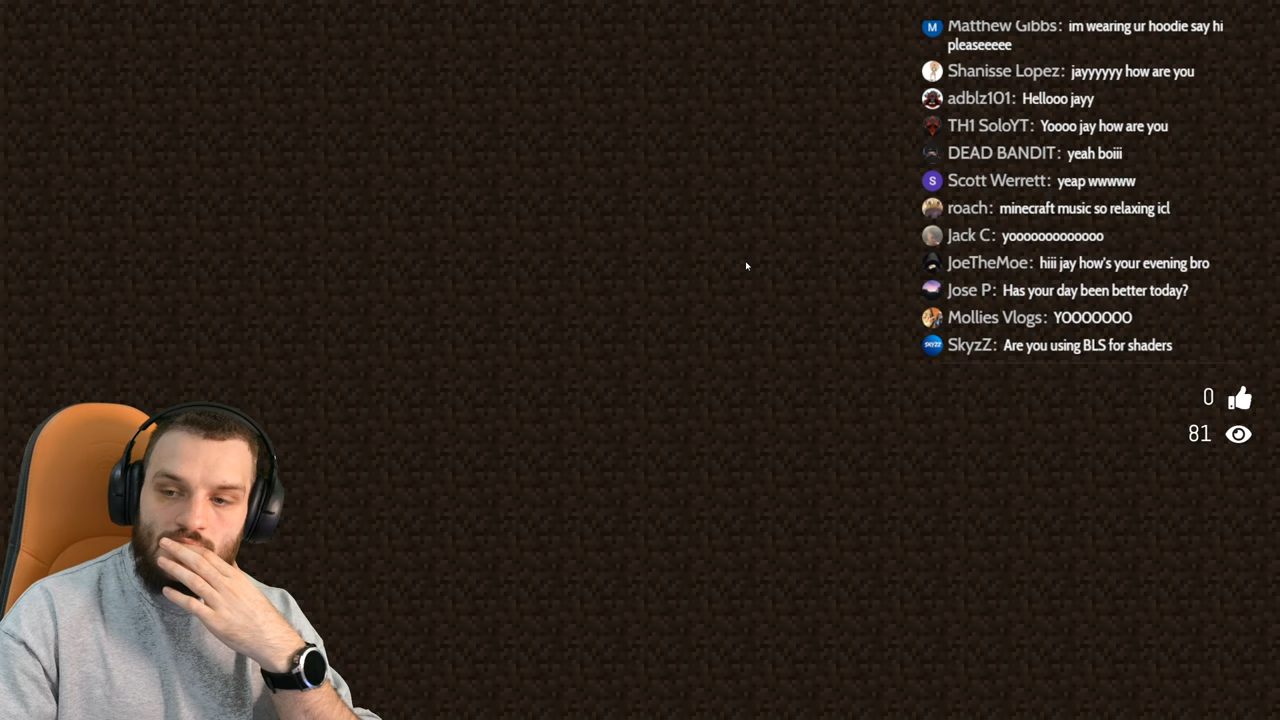 M Matthew Gibbs: im wearing ur hoodie say hi
pleaseeeee
Shanisse Lopez: jayyyyyy how are you
adblz101: Hellooo jayy
TH1 SoloYT: Yoooo jay how are you
DEAD BANDIT: yeah boiii
S Scott Werrett: yeap wwwww
roach: minecraft music so relaxing icl
Jack C: yooooooooooooo
JoeTheMoe: hiii jay how's your evening bro
Jose P: Has your day been better today?
Mollies Vlogs: YOOOOOOO
SKYZZ SkyzZ: Are you using BLS for shaders
0
81